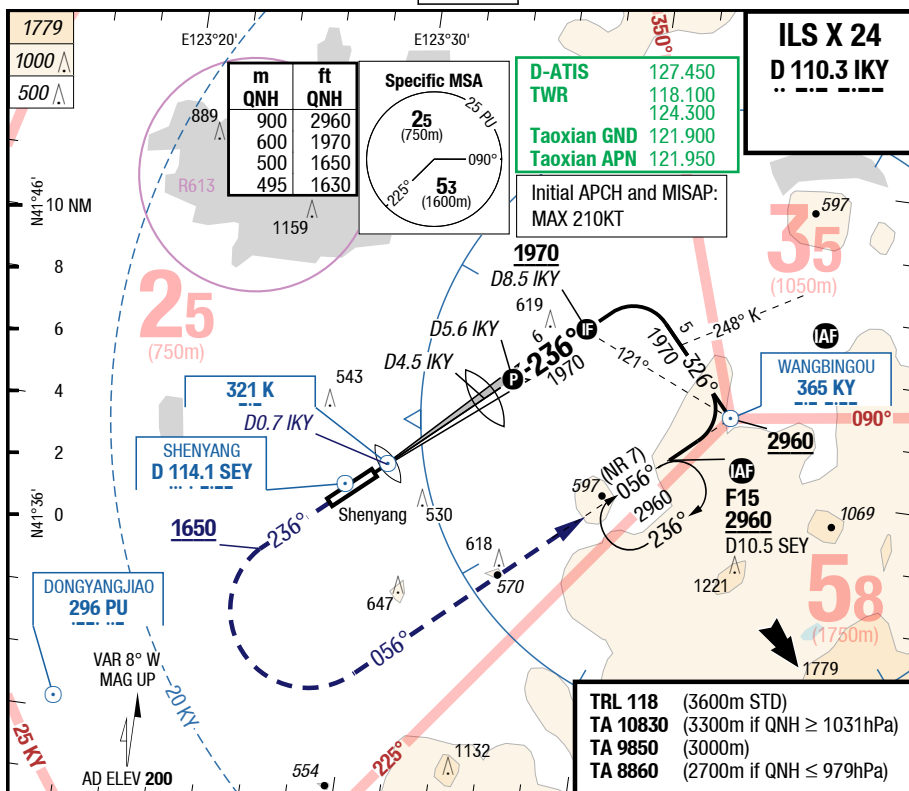 1779
1000
500
E123°20'
E123°30'
350°
ILS X 24
D 110.3 IKY
m ft
QNH QNH
900 2960
600 1970
500 1650
495 1630
Specific MSA
25 PU
25
(750m)
090°
225°
53
(1600m)
D-ATIS 127.450
TWR 118.100
124.300
Taoxian GND 121.900
Taoxian APN 121.950
Initial APCH and MISAP:
MAX 210KT
889
R613
1159
N41°46'
10 NM
8
6
4
2
0
N41°36'
25
(750m)
35
(1050m)
597
1970
D8.5 IKY
619
IF
D5.6 IKY
6
236°
1970
P
D4.5 IKY
121°
5
1970
326°
248° K
IAF
WANGBINGOU
365 KY
090°
2960
543
321 K
D0.7 IKY
SHENYANG
D 114.1 SEY
Shenyang
530
(NR 7)
597
056°
2960
236°
IAF
F15
2960
D10.5 SEY
1069
1221
1650
236°
618
570
647
056°
58
(1750m)
1779
DONGYANGJIAO
296 PU
VAR 8° W
MAG UP
20 KY
25 KY
AD ELEV 200
554
225°
1132
TRL 118 (3600m STD)
TA 10830 (3300m if QNH ≥ 1031hPa)
TA 9850 (3000m)
TA 8860 (2700m if QNH ≤ 979hPa)